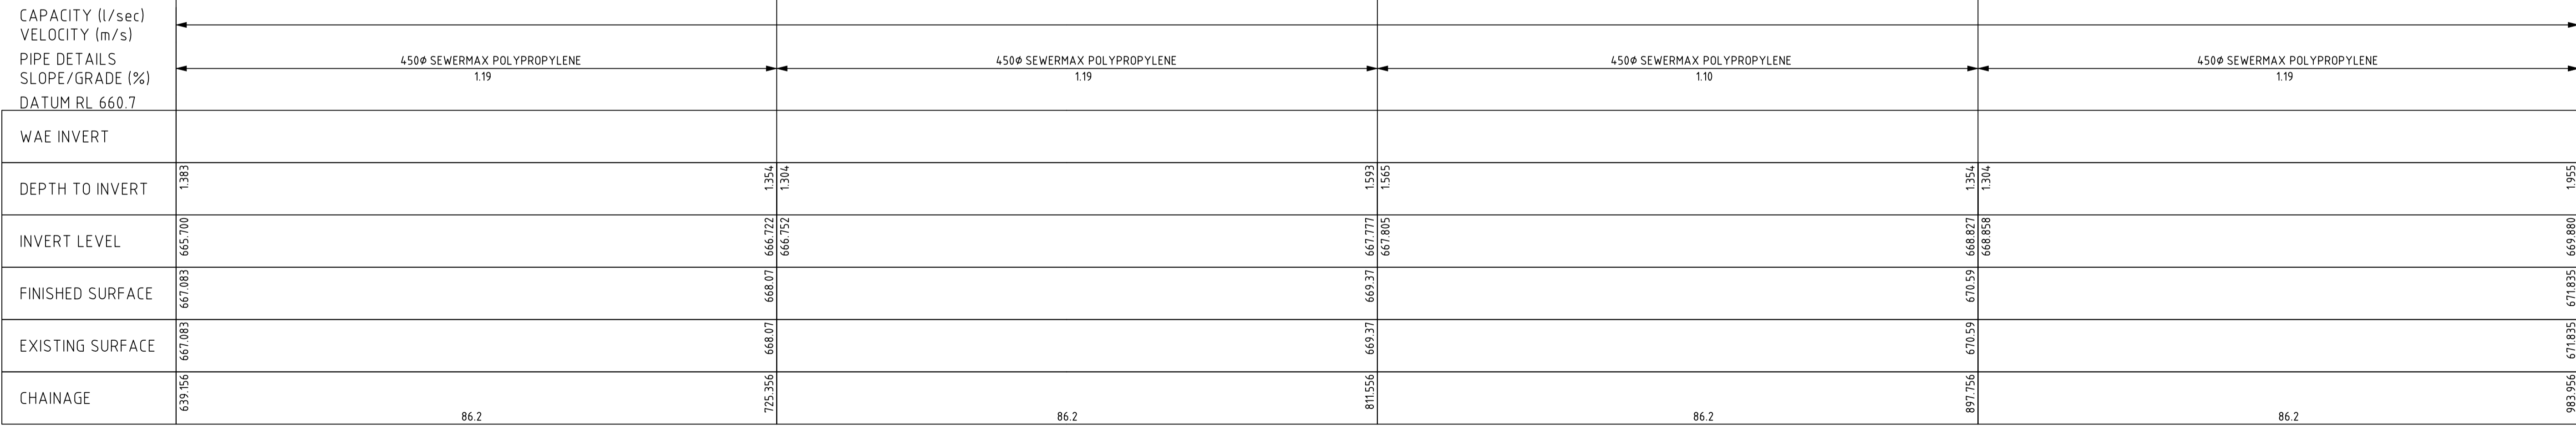 CAPACITY (l/sec)
VELOCITY (m/s)
PIPE DETAILS
450Ø SEWERMAX POLYPROPYLENE 450Ø SEWERMAX POLYPROPYLENE 450Ø SEWERMAX POLYPROPYLENE 450Ø SEWERMAX POLYPROPYLENE
SLOPE/GRADE (%)
1.19 1.19 1.10 1.19
DATUM RL 660.7
WAE INVERT
DEPTH TO INVERT
1.383 1.354 1.304 1.593 1.565 1.354 1.304 1.955
INVERT LEVEL
665.700 666.722 666.752 667.777 667.805 668.827 668.858 669.880
FINISHED SURFACE
667.083 668.07 669.37 670.59 671.835
EXISTING SURFACE
667.083 668.07 669.37 670.59 671.835
CHAINAGE
639.156 725.356 811.556 897.756 983.956
86.2 86.2 86.2 86.2